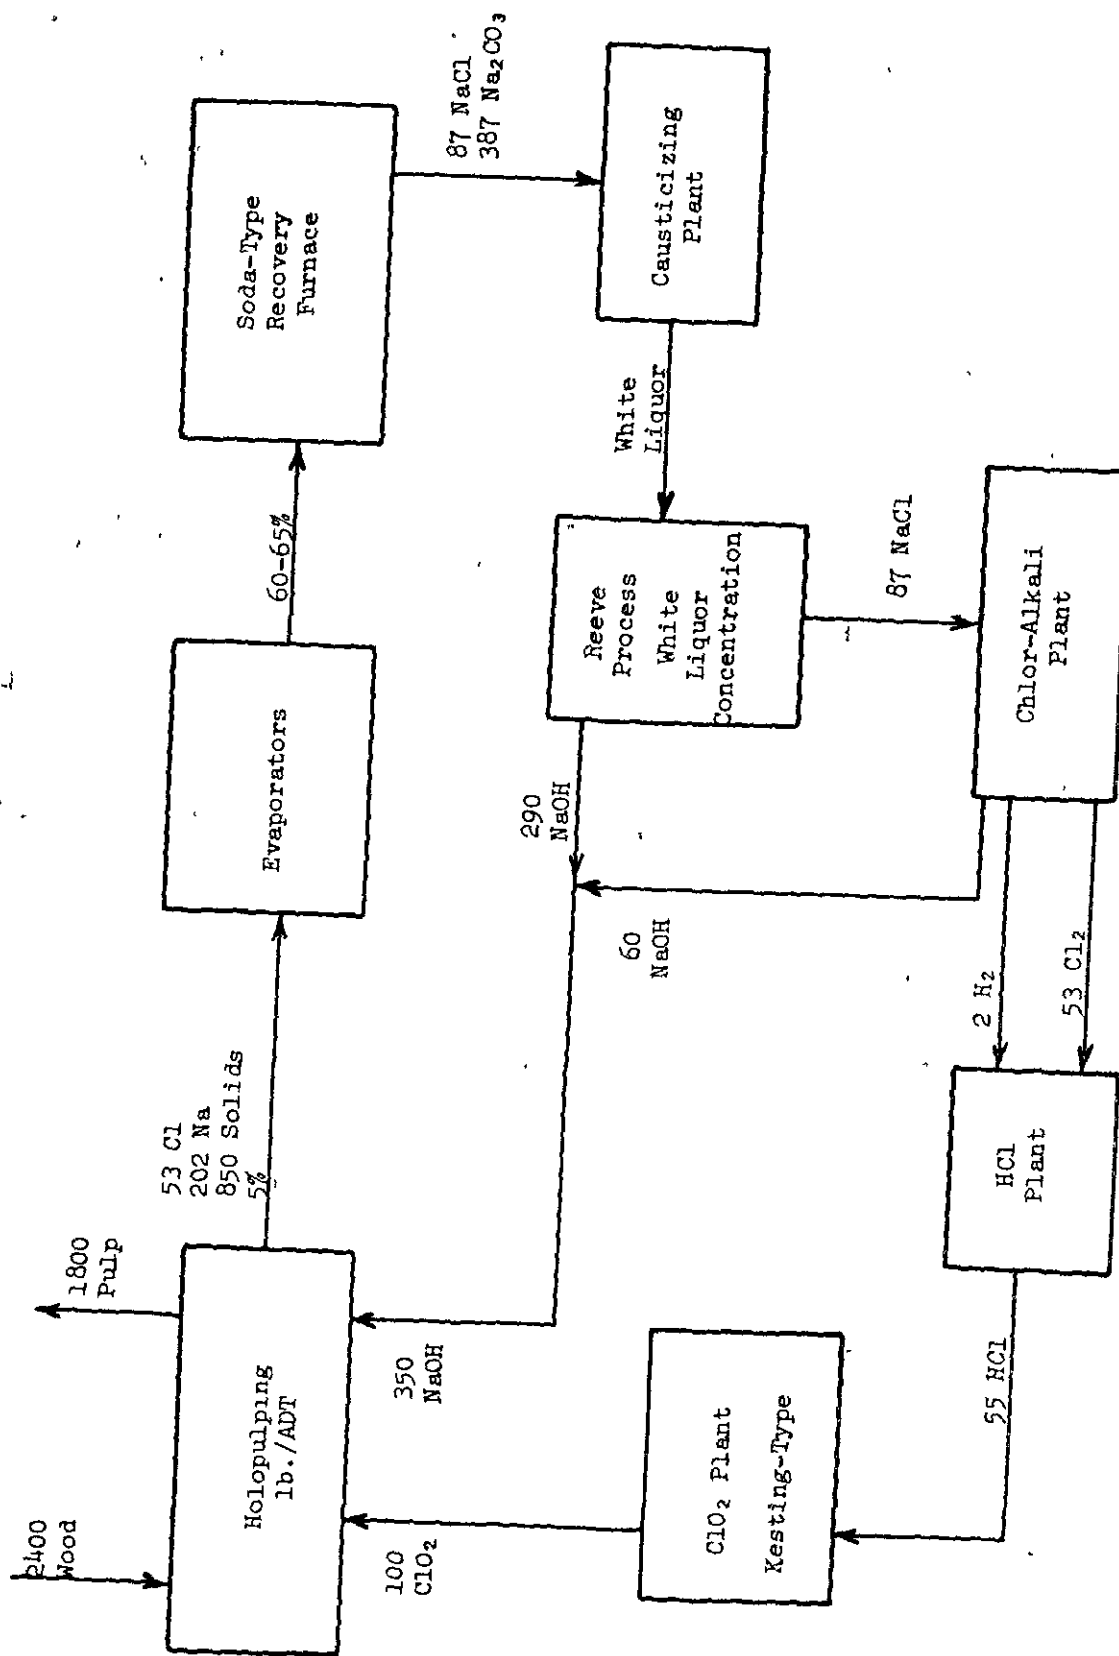 2400
Wood
1800
Pulp
Holopulping
lb./ADT
53 Cl
202 Na
850 Solids
5%
Evaporators
60-65%
Soda-Type
Recovery
Furnace
87 NaCl
387 Na₂CO₃
Causticizing
Plant
White
Liquor
Reeve
Process
White
Liquor
Concentration
290
NaOH
350
NaOH
60
NaOH
87 NaCl
Chlor-Alkali
Plant
2 H₂
53 Cl₂
HCl
Plant
55 HCl
ClO₂ Plant
Kesting-Type
100
ClO₂